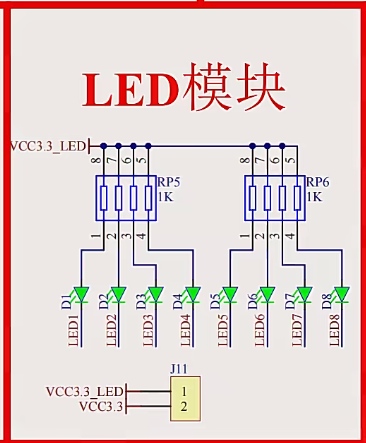 LED模块
VCC3.3_LED
8 7 6 5 8 7 6 5
RP5 RP6
1K 1K
1 2 3 4 1 2 3 4
D1 D2 D3 D4 D5 D6 D7 D8
LED1 LED2 LED3 LED4 LED5 LED6 LED7 LED8
J11
VCC3.3_LED 1
VCC3.3 2